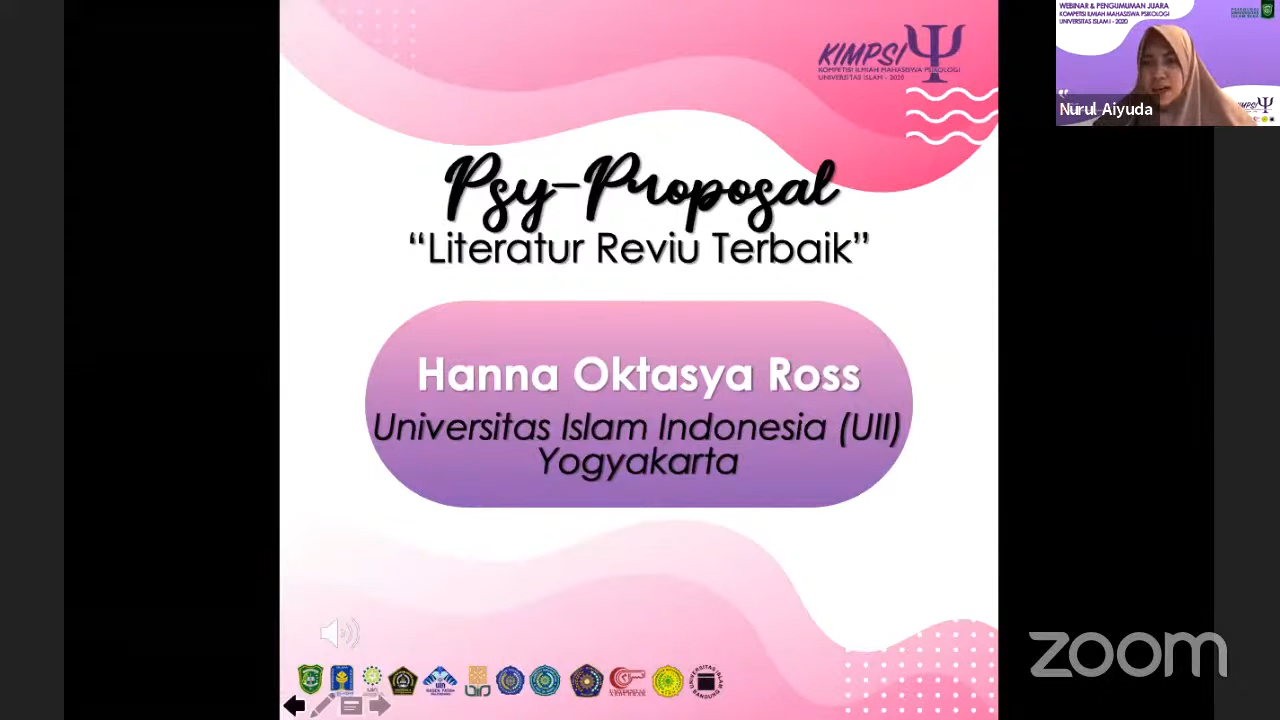 KIMPSI
KOMPETISI ILMIAH MAHASISWA PSIKOLOGI
UNIVERSITAS ISLAM - 2020
Psy-Proposal
“Literatur Reviu Terbaik”
Hanna Oktasya Ross
Universitas Islam Indonesia (UII)
Yogyakarta
WEBINAR & PENGUMUMAN JUARA
KOMPETISI ILMIAH MAHASISWA PSIKOLOGI
UNIVERSITAS ISLAM - 2020
Nurul Aiyuda
zoom